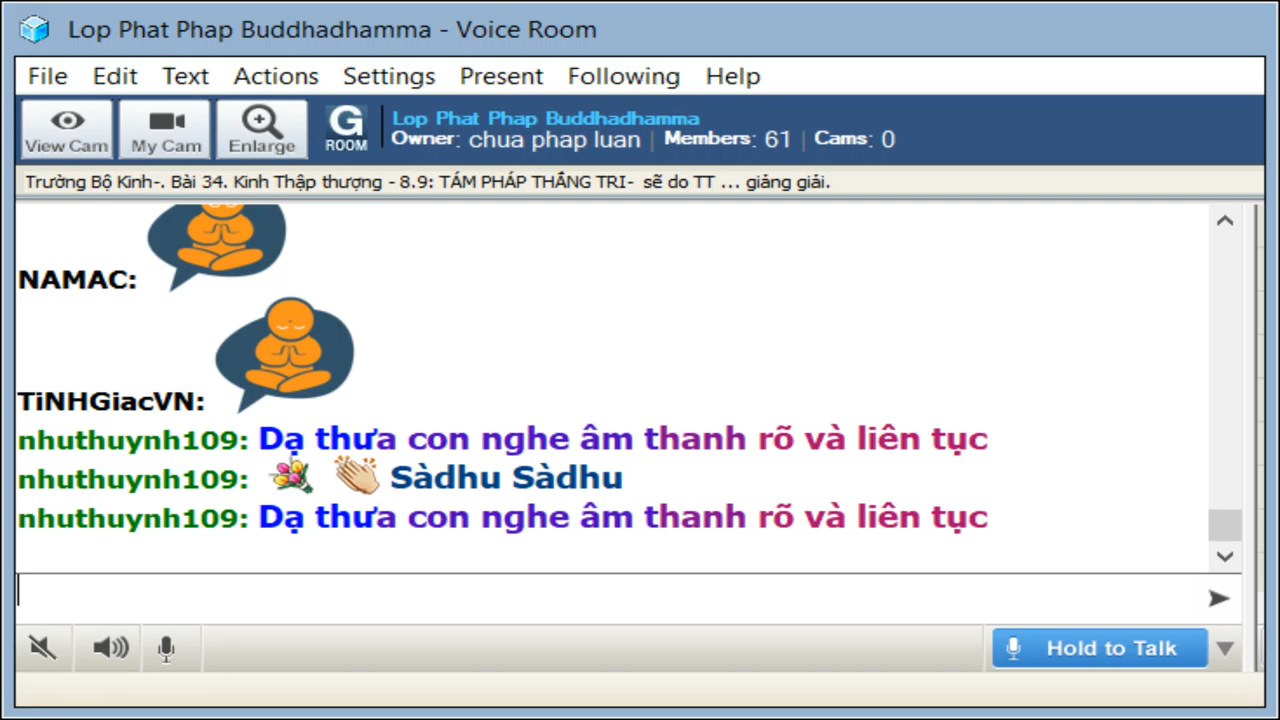 Lop Phat Phap Buddhadhamma - Voice Room
File Edit Text Actions Settings Present Following Help
View Cam My Cam Enlarge G ROOM
Lop Phat Phap Buddhadhamma
Owner: chua phap luan | Members: 61 | Cams: 0
Trường Bộ Kinh-. Bài 34. Kinh Thập thượng - 8.9: TÁM PHÁP THẮNG TRI- sẽ do TT ... giảng giải.
NAMAC:
TiNHGiacVN:
nhuthuynh109: Dạ thưa con nghe âm thanh rõ và liên tục
nhuthuynh109: Sàdhu Sàdhu
nhuthuynh109: Dạ thưa con nghe âm thanh rõ và liên tục
Hold to Talk